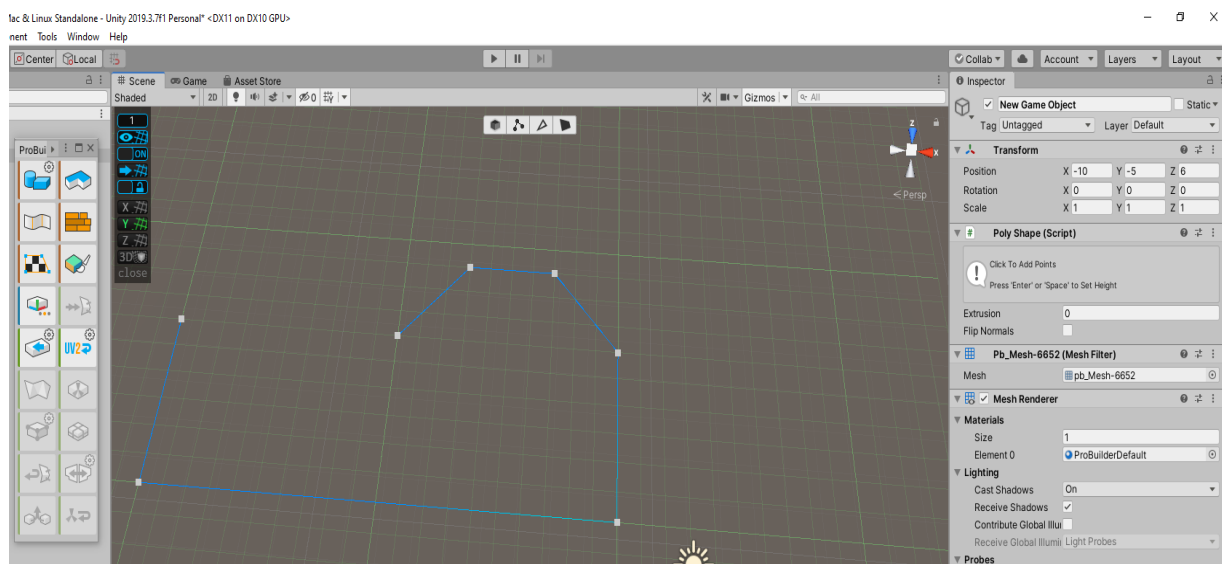 Mac & Linux Standalone - Unity 2019.3.7f1 Personal* <DX11 on DX10 GPU>
nent Tools Window Help
Center Local Collab Account Layers Layout
# Scene Game Asset Store Inspector
Shaded 2D 0 Gizmos All
1
ON
X
Y
Z
3D
close
z
x
< Persp
ProBui
UV2
New Game Object Static
Tag Untagged Layer Default
Transform
Position X -10 Y -5 Z 6
Rotation X 0 Y 0 Z 0
Scale X 1 Y 1 Z 1
# Poly Shape (Script)
Click To Add Points
Press 'Enter' or 'Space' to Set Height
Extrusion 0
Flip Normals
Pb_Mesh-6652 (Mesh Filter)
Mesh pb_Mesh-6652
Mesh Renderer
Materials
Size 1
Element 0 ProBuilderDefault
Lighting
Cast Shadows On
Receive Shadows
Contribute Global Illui
Receive Global Illumii Light Probes
Probes